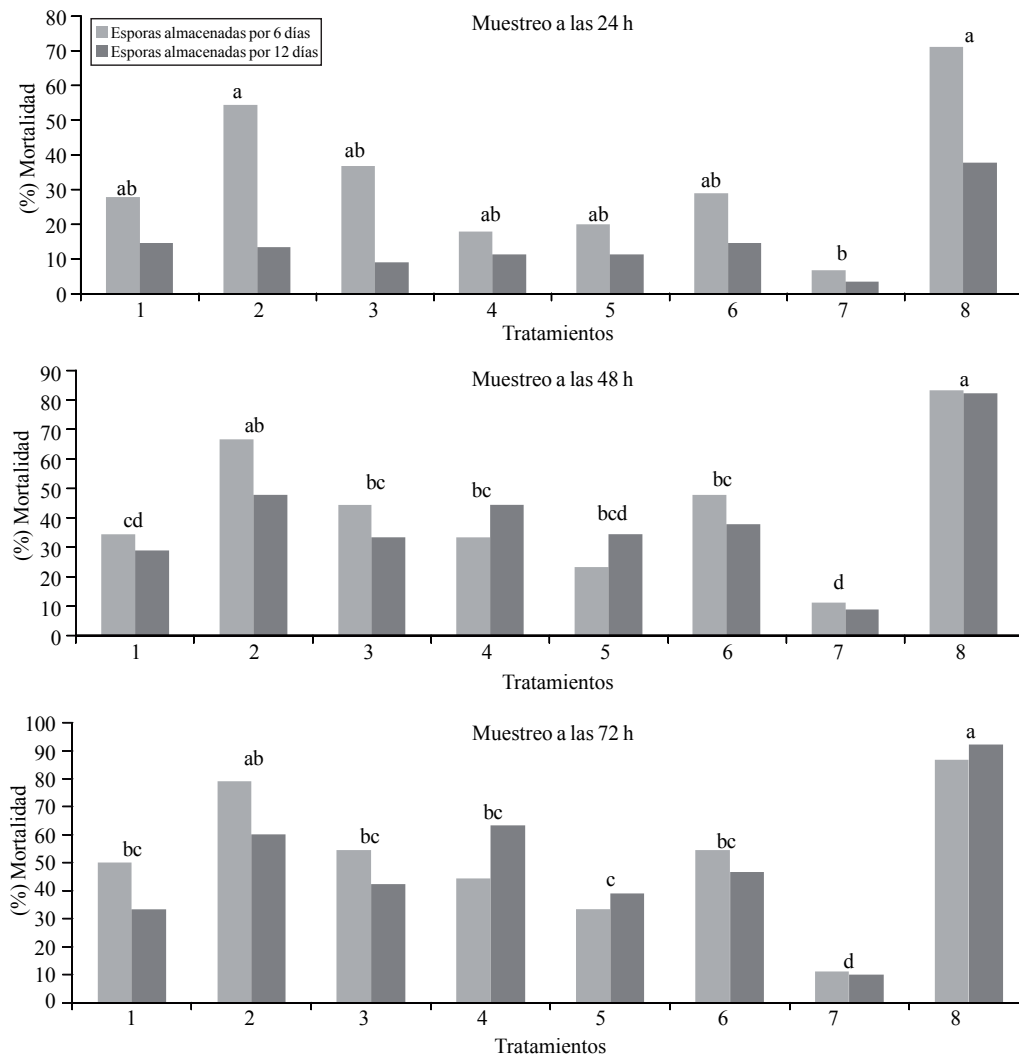 Muestreo a las 24 h
Esporas almacenadas por 6 días
Esporas almacenadas por 12 días
(%) Mortalidad
80
70
60
50
40
30
20
10
0
ab
a
ab
ab
ab
ab
b
a
1 2 3 4 5 6 7 8
Tratamientos
Muestreo a las 48 h
(%) Mortalidad
90
80
70
60
50
40
30
20
10
0
cd
ab
bc
bc
bcd
bc
d
a
1 2 3 4 5 6 7 8
Tratamientos
Muestreo a las 72 h
(%) Mortalidad
100
90
80
70
60
50
40
30
20
10
0
bc
ab
bc
bc
c
bc
d
a
1 2 3 4 5 6 7 8
Tratamientos